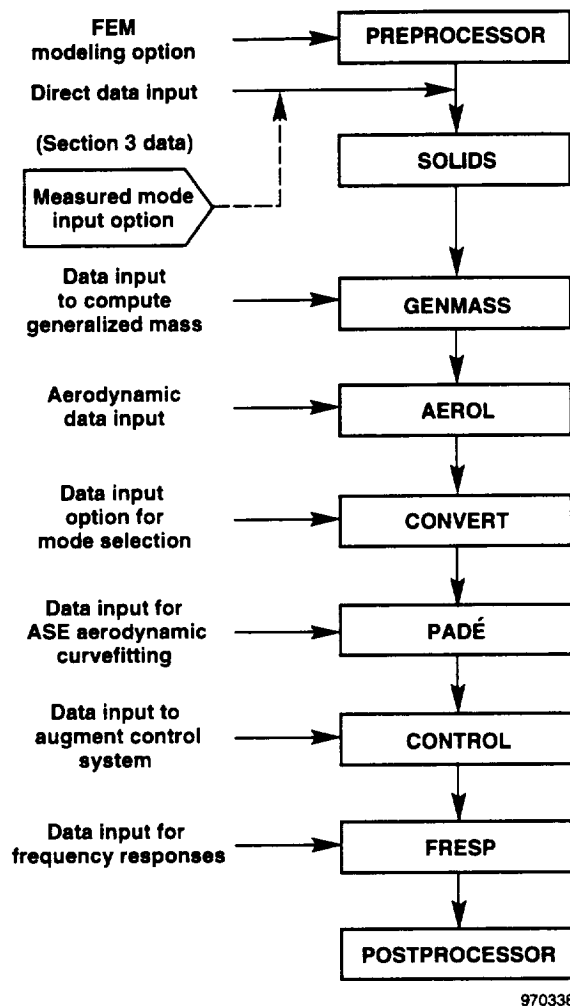 FEM
modeling option
PREPROCESSOR
Direct data input
(Section 3 data)
Measured mode
input option
SOLIDS
Data input
to compute
generalized mass
GENMASS
Aerodynamic
data input
AEROL
Data input
option for
mode selection
CONVERT
Data input for
ASE aerodynamic
curvefitting
PADÉ
Data input to
augment control
system
CONTROL
Data input for
frequency responses
FRESP
POSTPROCESSOR
970338